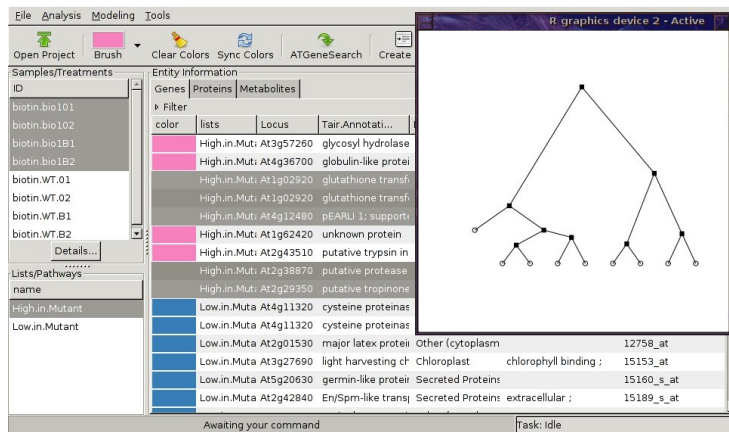 File Analysis Modeling Tools
R graphics device 2 - Active
Open Project Brush Clear Colors Sync Colors ATGeneSearch Create
Samples/Treatments
ID
biotin.bio101
biotin.bio102
biotin.bio1B1
biotin.bio1B2
biotin.WT.01
biotin.WT.02
biotin.WT.B1
biotin.WT.B2
Details...
Lists/Pathways
name
High.in.Mutant
Low.in.Mutant
Entity Information
Genes Proteins Metabolites
Filter
color lists Locus Tair.Annotati...
High.in.Muta At3g57260 glycosyl hydrolase
High.in.Muta At4g36700 globulin-like protei
High.in.Muta At1g02920 glutathione transf
High.in.Muta At1g02920 glutathione transf
High.in.Muta At4g12480 pEARLI 1; supporte
High.in.Muta At1g62420 unknown protein
High.in.Muta At2g43510 putative trypsin in
High.in.Muta At2g38870 putative protease
High.in.Muta At2g29350 putative tropinone
Low.in.Muta At4g11320 cysteine proteinas
Low.in.Muta At4g11320 cysteine proteinas
Low.in.Muta At2g01530 major latex protei Other (cytoplasm 12758_at
Low.in.Muta At3g27690 light harvesting ch Chloroplast chlorophyll binding ; 15153_at
Low.in.Muta At5g20630 germin-like protei Secreted Proteins 15160_s_at
Low.in.Muta At2g42840 En/Spm-like transp Secreted Proteins extracellular ; 15189_s_at
Awaiting your command
Task: Idle